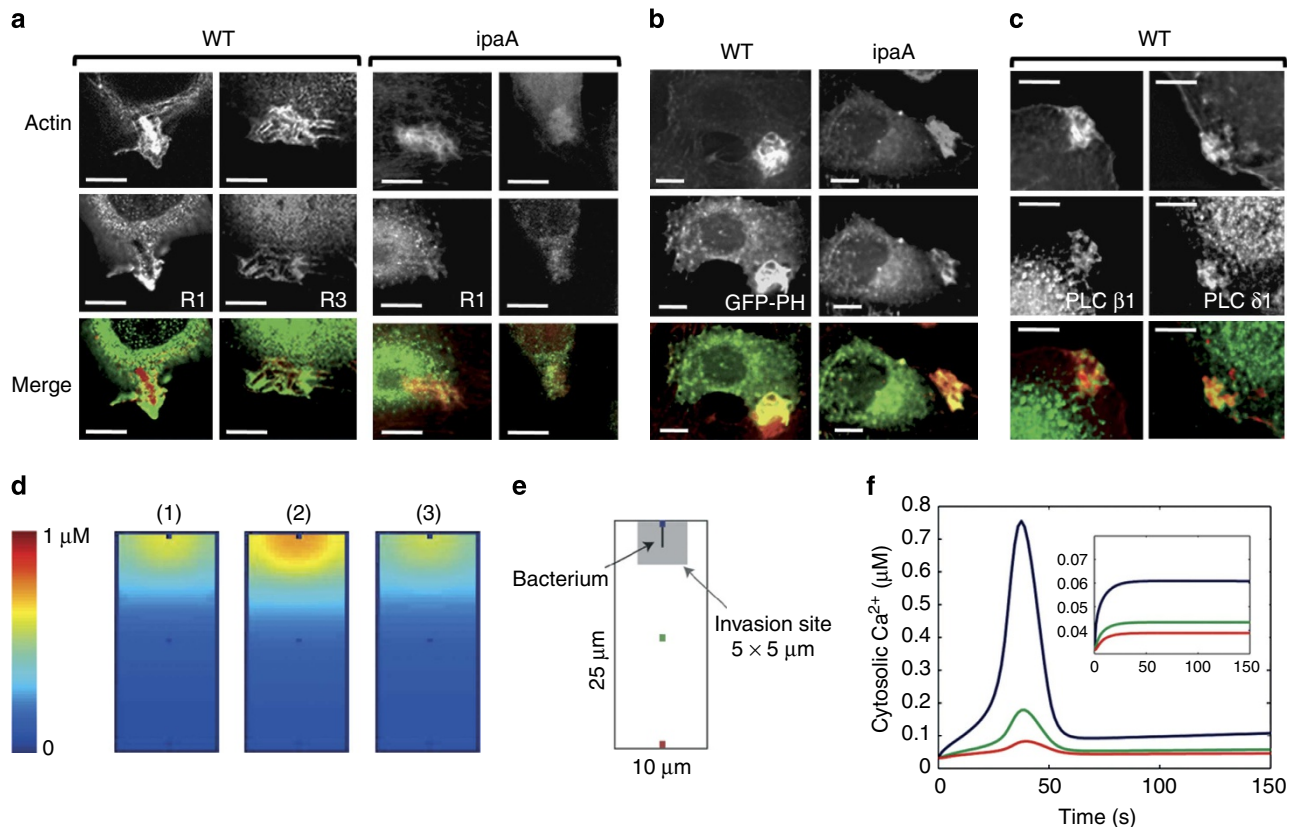 a
WT
ipaA
Actin
R1
R3
R1
Merge
b
WT
ipaA
GFP-PH
c
WT
PLC β1
PLC δ1
d
(1)
(2)
(3)
1 μM
0
e
Bacterium
Invasion site
5 × 5 μm
25 μm
10 μm
f
0.8
0.7
0.6
0.5
0.4
0.3
0.2
0.1
0
Cytosolic Ca²⁺ (μM)
0.07
0.06
0.05
0.04
0
50
100
150
0
50
100
150
Time (s)